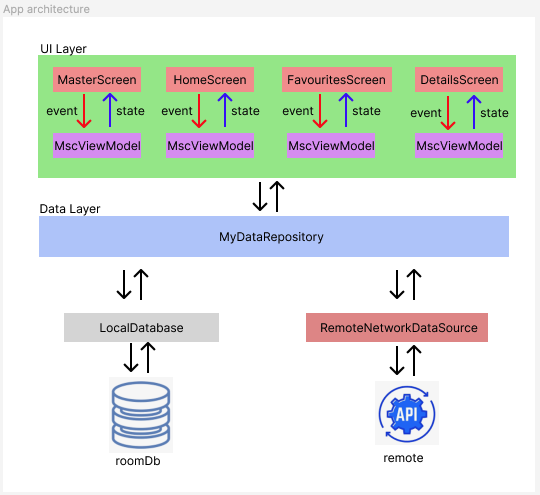 App architecture
UI Layer
MasterScreen
HomeScreen
FavouritesScreen
DetailsScreen
event
state
event
state
event
state
event
state
MscViewModel
MscViewModel
MscViewModel
MscViewModel
Data Layer
MyDataRepository
LocalDatabase
RemoteNetworkDataSource
API
roomDb
remote